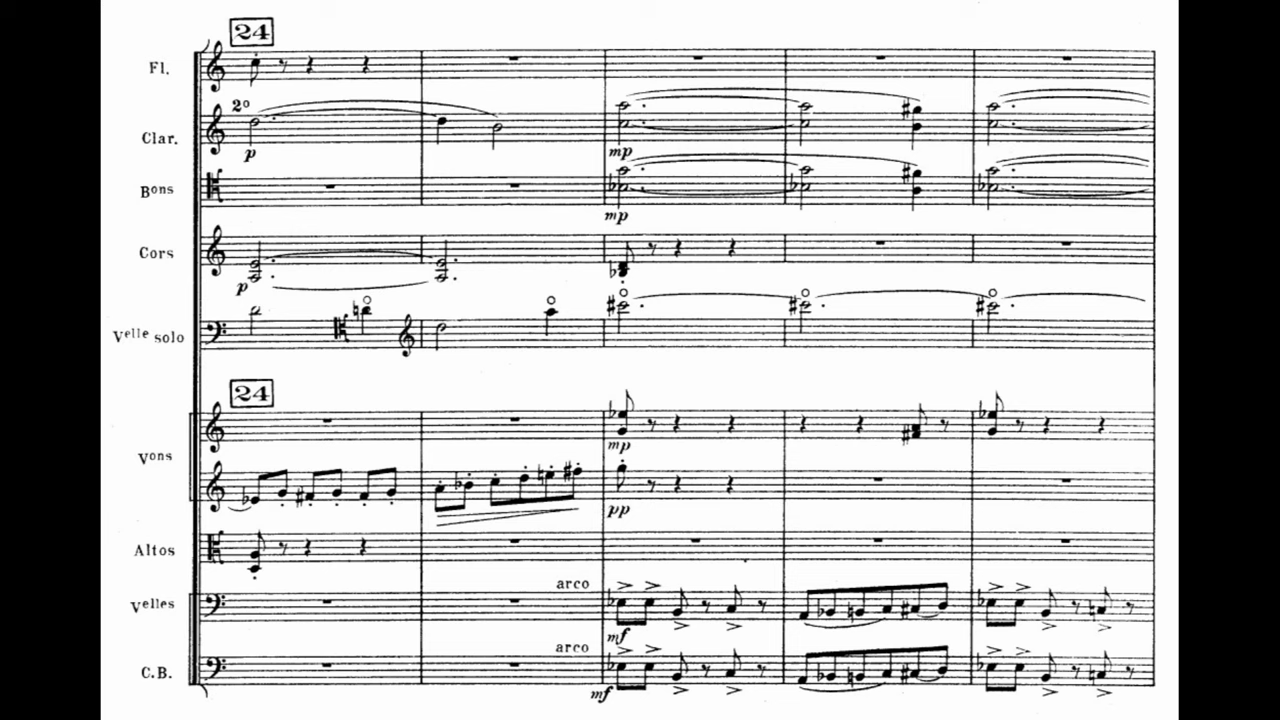 24
Fl.
2º
Clar.
p
mp
Bons
mp
Cors
p
Velle solo
24
Vons
mp
pp
Altos
arco
Velles
mf
arco
C.B.
mf